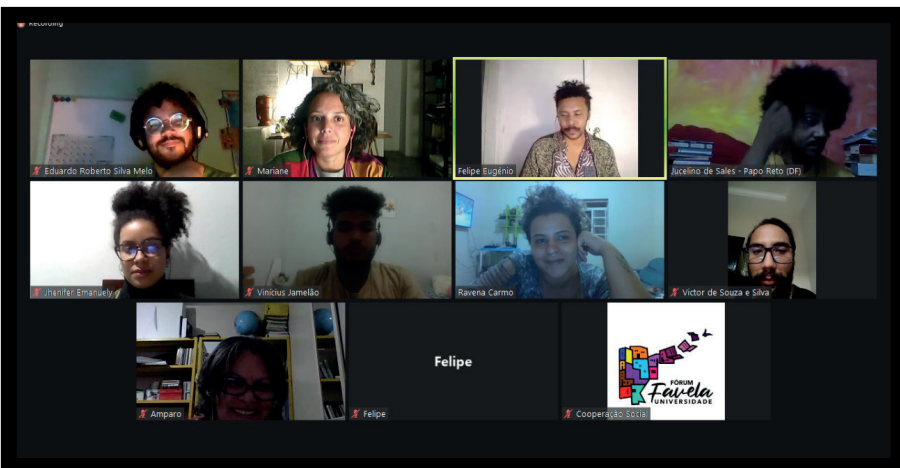 Recording
Eduardo Roberto Silva Melo
Mariane
Felipe Eugênio
Jucelino de Sales - Papo Reto (DF)
Jhenifer Emanuely
Vinícius Jamelão
Ravena Carmo
Victor de Souza e Silva
Amparo
Felipe
Felipe
FÓRUM
Favela
UNIVERSIDADE
Cooperação Social